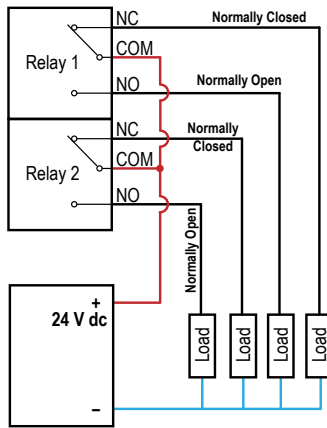 NC
Normally Closed
Relay 1
COM
NO
Normally Open
NC
Normally
Closed
Relay 2
COM
NO
Normally Open
+
24 V dc
–
Load
Load
Load
Load